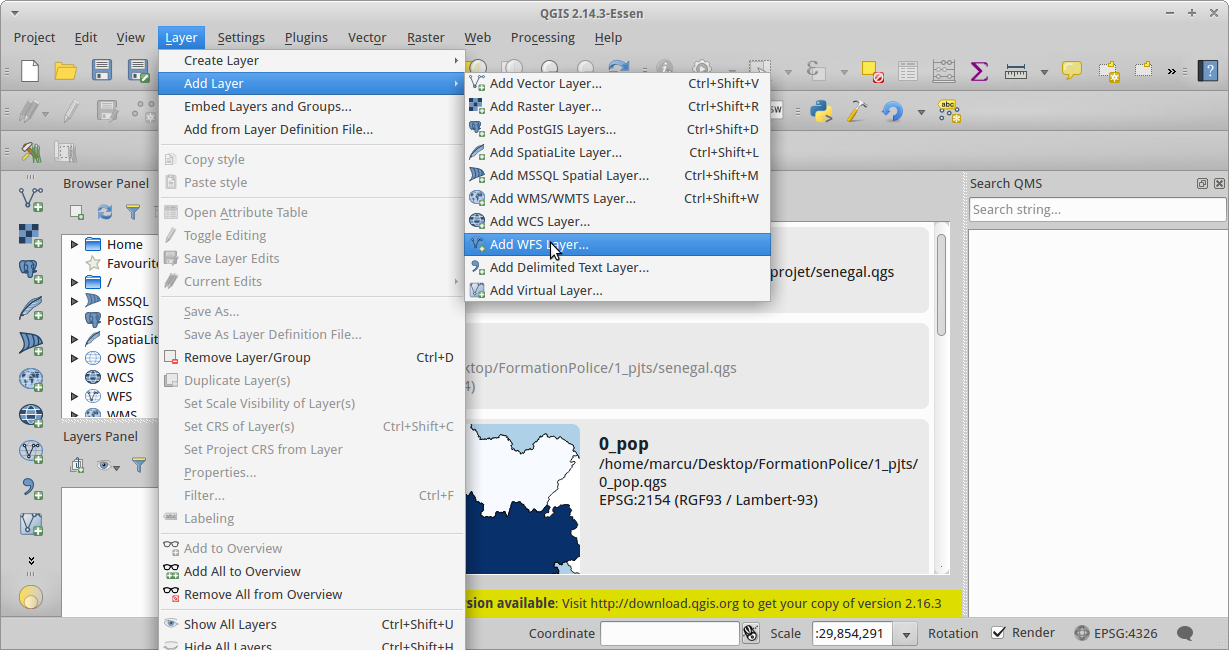 QGIS 2.14.3-Essen
Project Edit View Layer Settings Plugins Vector Raster Web Processing Help
Create Layer
Add Layer
Embed Layers and Groups...
Add from Layer Definition File...
Copy style
Paste style
Open Attribute Table
Toggle Editing
Save Layer Edits
Current Edits
Save As...
Save As Layer Definition File...
Remove Layer/Group Ctrl+D
Duplicate Layer(s)
Set Scale Visibility of Layer(s)
Set CRS of Layer(s) Ctrl+Shift+C
Set Project CRS from Layer
Properties...
Filter... Ctrl+F
Labeling
Add to Overview
Add All to Overview
Remove All from Overview
Show All Layers Ctrl+Shift+U
Hide All Layers Ctrl+Shift+H
Add Vector Layer... Ctrl+Shift+V
Add Raster Layer... Ctrl+Shift+R
Add PostGIS Layers... Ctrl+Shift+D
Add SpatiaLite Layer... Ctrl+Shift+L
Add MSSQL Spatial Layer... Ctrl+Shift+M
Add WMS/WMTS Layer... Ctrl+Shift+W
Add WCS Layer...
Add WFS Layer...
Add Delimited Text Layer...
Add Virtual Layer...
Browser Panel
Home
Favourite
/
MSSQL
PostGIS
SpatiaLit
OWS
WCS
WFS
WMS
Layers Panel
projet/senegal.qgs
ktop/FormationPolice/1_pjts/senegal.qgs
4)
0_pop
/home/marcu/Desktop/FormationPolice/1_pjts/
0_pop.qgs
EPSG:2154 (RGF93 / Lambert-93)
sion available: Visit http://download.qgis.org to get your copy of version 2.16.3
Search QMS
Search string...
abc
Coordinate Scale :29,854,291 Rotation Render EPSG:4326